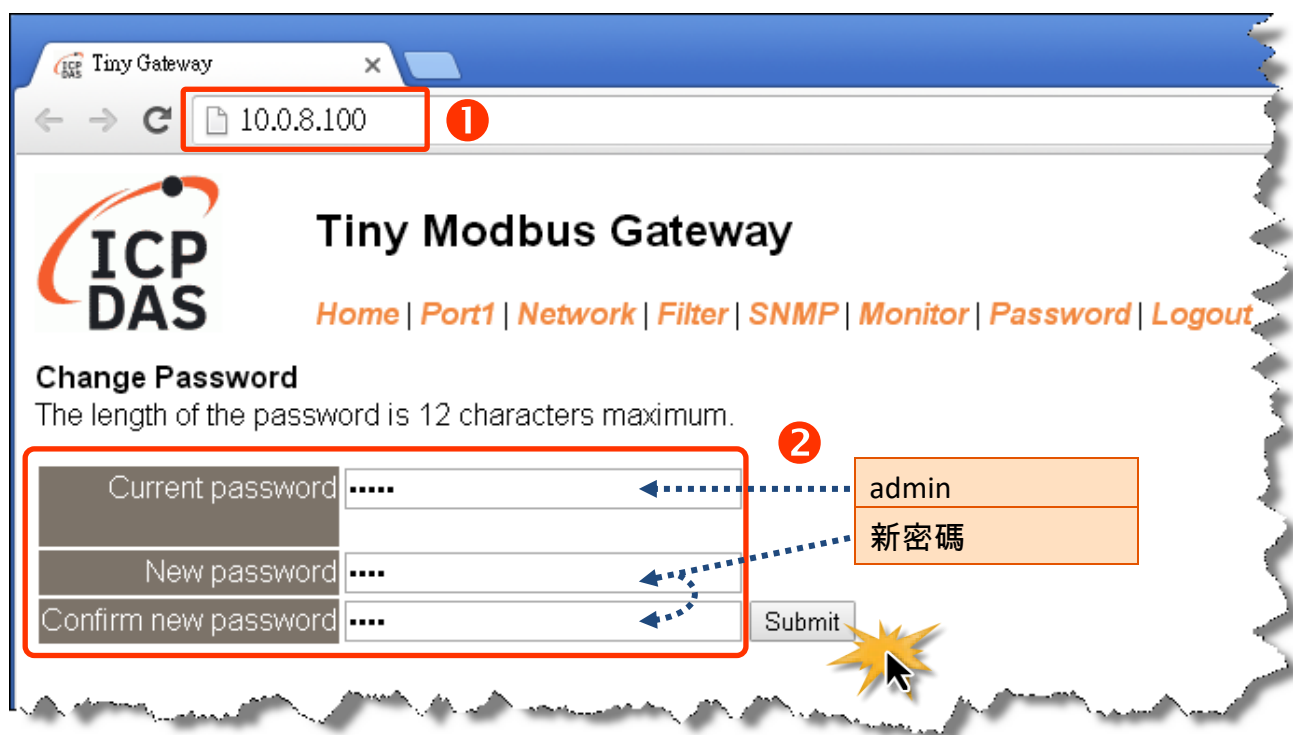 Tiny Gateway
10.0.8.100
1
ICP
DAS
Tiny Modbus Gateway
Home | Port1 | Network | Filter | SNMP | Monitor | Password | Logout
Change Password
The length of the password is 12 characters maximum.
2
Current password •••••
admin
新密碼
New password ••••
Confirm new password ••••
Submit